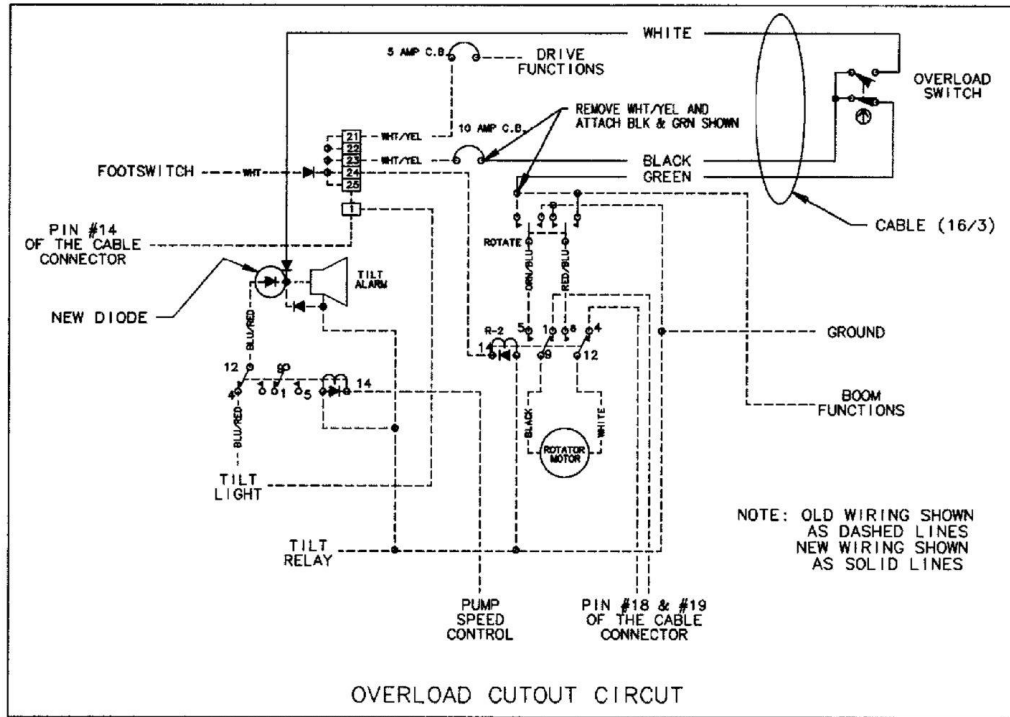 WHITE
5 AMP C.B.
DRIVE
FUNCTIONS
OVERLOAD
SWITCH
REMOVE WHT/YEL AND
ATTACH BLK & GRN SHOWN
10 AMP C.B.
21
WHT/YEL
22
23
WHT/YEL
BLACK
FOOTSWITCH
WHT
24
GREEN
25
1
CABLE (16/3)
PIN #14
OF THE CABLE
CONNECTOR
ROTATE
TILT
ALARM
ORN/BLU
RED/BLU
NEW DIODE
BLU/RED
R-2
5
1
6
4
GROUND
14
9
12
12
9
14
4
1
5
BOOM
FUNCTIONS
BLU/RED
BLACK
WHITE
ROTATOR
MOTOR
TILT
LIGHT
NOTE: OLD WIRING SHOWN
AS DASHED LINES
NEW WIRING SHOWN
AS SOLID LINES
TILT
RELAY
PUMP
SPEED
CONTROL
PIN #18 & #19
OF THE CABLE
CONNECTOR
OVERLOAD CUTOUT CIRCUT